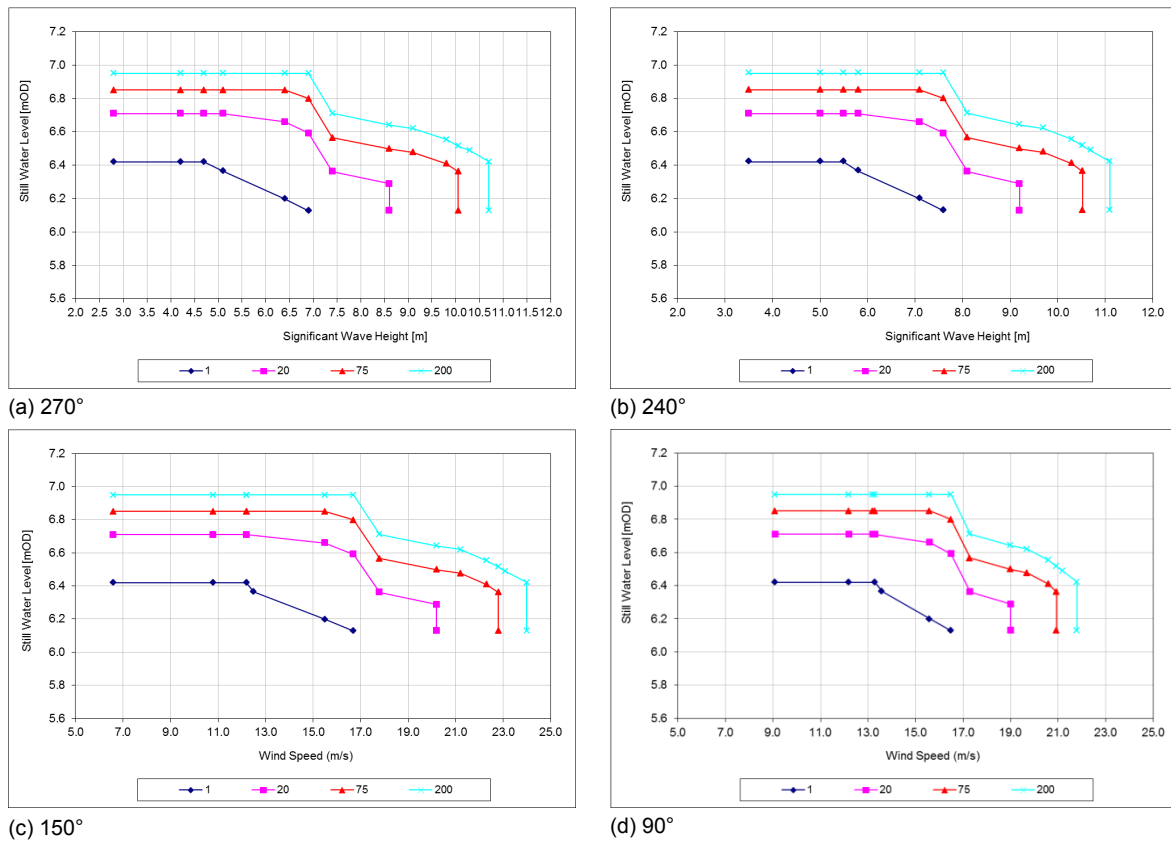 7.2
7.0
6.8
6.6
6.4
6.2
6.0
5.8
5.6
Still Water Level [mOD]
2.0 2.5 3.0 3.5 4.0 4.5 5.0 5.5 6.0 6.5 7.0 7.5 8.0 8.5 9.0 9.5 10.0 10.5 11.0 11.5 12.0
Significant Wave Height [m]
1 20 75 200
(a) 270°
7.2
7.0
6.8
6.6
6.4
6.2
6.0
5.8
5.6
Still Water Level [mOD]
2.0 3.0 4.0 5.0 6.0 7.0 8.0 9.0 10.0 11.0 12.0
Significant Wave Height [m]
1 20 75 200
(b) 240°
7.2
7.0
6.8
6.6
6.4
6.2
6.0
5.8
5.6
Still Water Level [mOD]
5.0 7.0 9.0 11.0 13.0 15.0 17.0 19.0 21.0 23.0 25.0
Wind Speed (m/s)
1 20 75 200
(c) 150°
7.2
7.0
6.8
6.6
6.4
6.2
6.0
5.8
5.6
Still Water Level [mOD]
5.0 7.0 9.0 11.0 13.0 15.0 17.0 19.0 21.0 23.0 25.0
Wind Speed (m/s)
1 20 75 200
(d) 90°